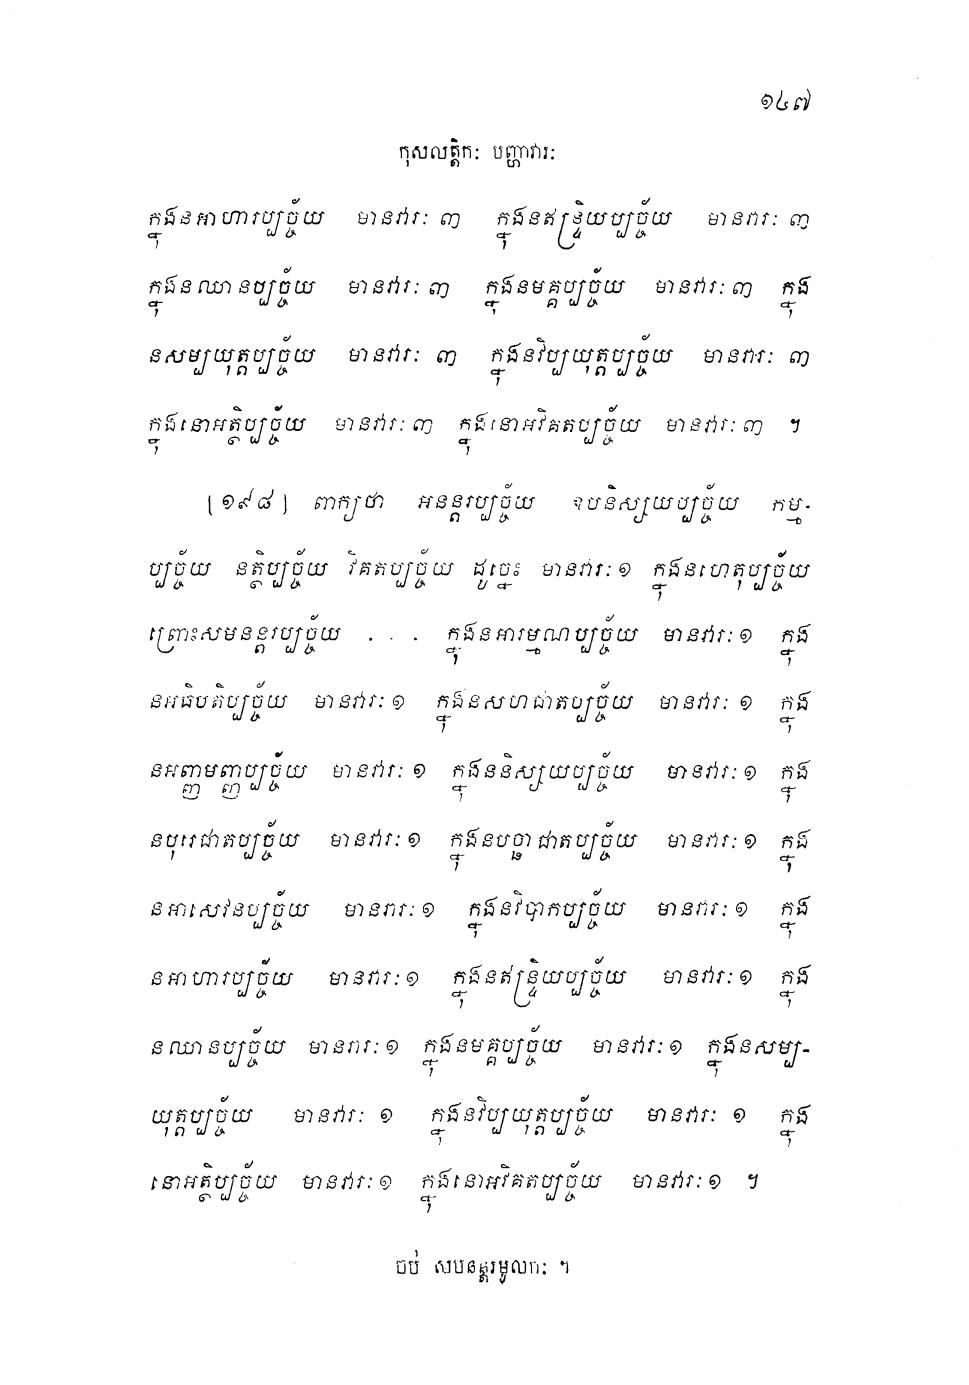 ១៤៧
កុសលត្តិកៈ បញ្ហាវារៈ
ក្នុងនអាហារប្បច្ច័យ មានវារៈ ៣ ក្នុងនឥន្ទ្រិយប្បច្ច័យ មានវារៈ ៣
ក្នុងនឈានប្បច្ច័យ មានវារៈ ៣ ក្នុងនមគ្គប្បច្ច័យ មានវារៈ ៣ ក្នុង
នសម្បយុត្តប្បច្ច័យ មានវារៈ ៣ ក្នុងនវិប្បយុត្តប្បច្ច័យ មានវារៈ ៣
ក្នុងនោអត្ថិប្បច្ច័យ មានវារៈ ៣ ក្នុងនោអវិគតប្បច្ច័យ មានវារៈ ៣ ។
[១៩៨] ពាក្យថា អនន្តរប្បច្ច័យ ឧបនិស្សយប្បច្ច័យ កម្ម-
ប្បច្ច័យ នត្ថិប្បច្ច័យ វិគតប្បច្ច័យ ដូច្នេះ មានវារៈ ១ ក្នុងនហេតុប្បច្ច័យ
ព្រោះសមនន្តរប្បច្ច័យ . . . ក្នុងនអារម្មណប្បច្ច័យ មានវារៈ ១ ក្នុង
នអធិបតិប្បច្ច័យ មានវារៈ ១ ក្នុងនសហជាតប្បច្ច័យ មានវារៈ ១ ក្នុង
នអញ្ញាមញ្ញប្បច្ច័យ មានវារៈ ១ ក្នុងននិស្សយប្បច្ច័យ មានវារៈ ១ ក្នុង
នបុរេជាតប្បច្ច័យ មានវារៈ ១ ក្នុងនបច្ឆាជាតប្បច្ច័យ មានវារៈ ១ ក្នុង
នអាសេវនប្បច្ច័យ មានវារៈ ១ ក្នុងនវិបាកប្បច្ច័យ មានវារៈ ១ ក្នុង
នអាហារប្បច្ច័យ មានវារៈ ១ ក្នុងនឥន្ទ្រិយប្បច្ច័យ មានវារៈ ១ ក្នុង
នឈានប្បច្ច័យ មានវារៈ ១ ក្នុងនមគ្គប្បច្ច័យ មានវារៈ ១ ក្នុងនសម្ប-
យុត្តប្បច្ច័យ មានវារៈ ១ ក្នុងនវិប្បយុត្តប្បច្ច័យ មានវារៈ ១ ក្នុង
នោអត្ថិប្បច្ច័យ មានវារៈ ១ ក្នុងនោអវិគតប្បច្ច័យ មានវារៈ ១ ។
ចប់ សបនត្តរមូលកៈ ។